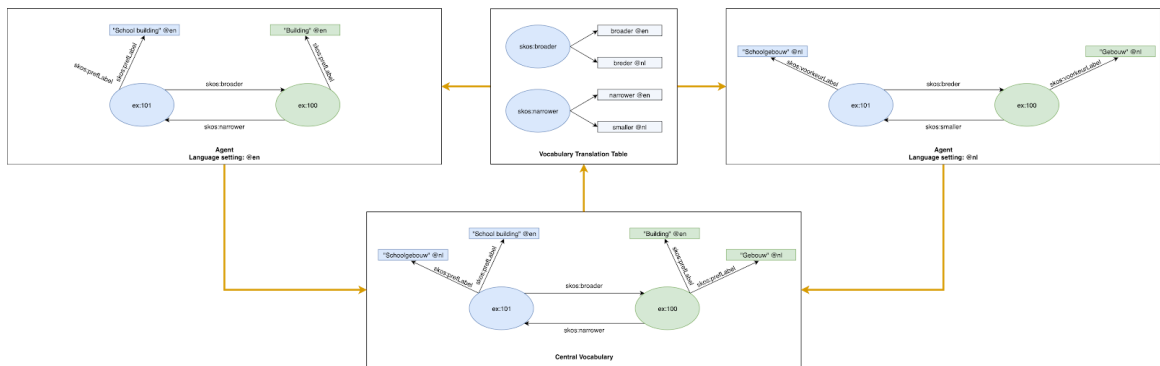 "School building" @en
"Building" @en
skos:prefLabel
skos:prefLabel
skos:prefLabel
ex:101
skos:broader
ex:100
skos:narrower
Agent
Language setting: @en
skos:broader
broader @en
breder @nl
skos:narrower
narrower @en
smaller @nl
Vocabulary Translation Table
"Schoolgebouw" @nl
"Gebouw" @nl
skos:voorkeurLabel
skos:voorkeurLabel
ex:101
skos:breder
ex:100
skos:smaller
Agent
Language setting: @nl
"School building" @en
"Building" @en
"Schoolgebouw" @nl
"Gebouw" @nl
skos:prefLabel
skos:prefLabel
skos:prefLabel
skos:prefLabel
ex:101
skos:broader
ex:100
skos:narrower
Central Vocabulary